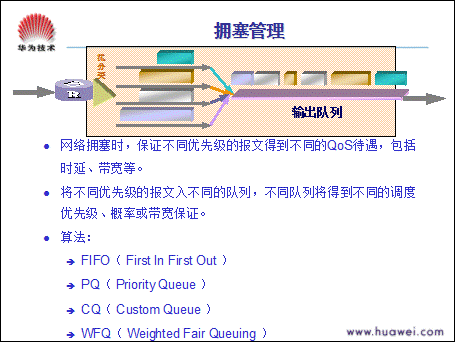 华为技术
拥塞管理
报分类
输出队列
网络拥塞时，保证不同优先级的报文得到不同的QoS待遇，包括
时延、带宽等。
将不同优先级的报文入不同的队列，不同队列将得到不同的调度
优先级、概率或带宽保证。
算法：
FIFO（ First In First Out ）
PQ（ Priority Queue ）
CQ（ Custom Queue ）
WFQ（ Weighted Fair Queuing ）
www.huawei.com